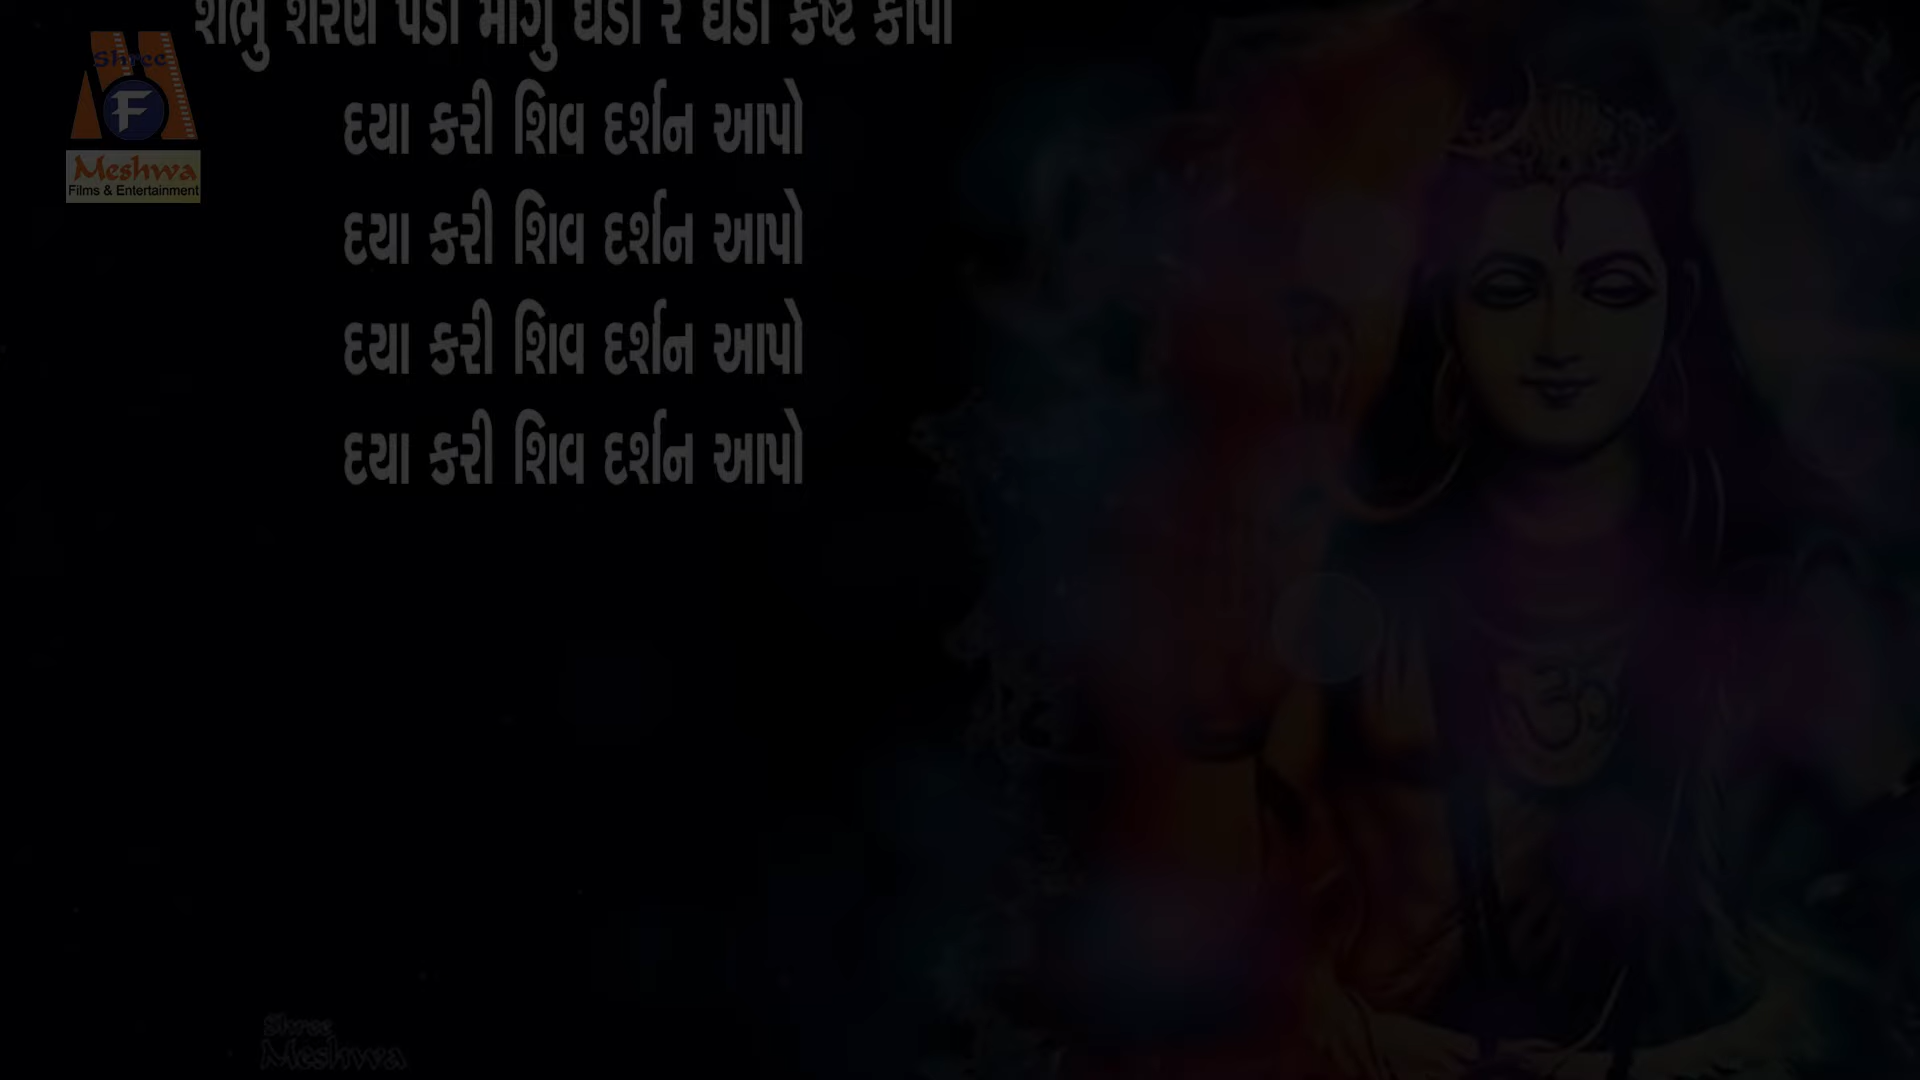 શંભુ શરણે પડી માંગુ ઘડી રે ઘડી કષ્ટ કાપો
Shree
F
Meshwa
Films & Entertainment
દયા કરી શિવ દર્શન આપો
દયા કરી શિવ દર્શન આપો
દયા કરી શિવ દર્શન આપો
દયા કરી શિવ દર્શન આપો
Shree
Meshwa